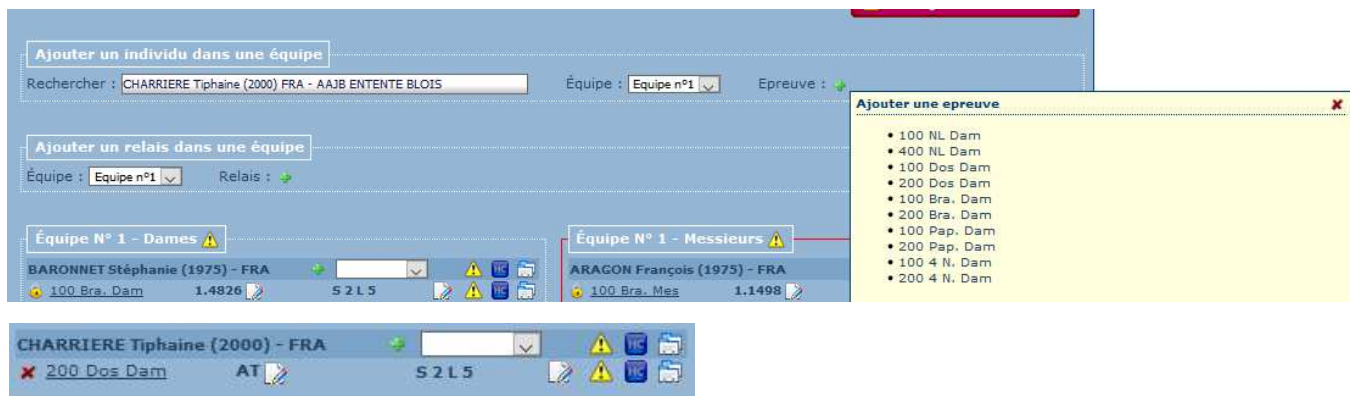 Ajouter un individu dans une équipe
Rechercher : CHARRIERE Tiphaine (2000) FRA - AAJB ENTENTE BLOIS Équipe : Equipe n°1 Epreuve :
Ajouter une epreuve
• 100 NL Dam
• 400 NL Dam
• 100 Dos Dam
• 200 Dos Dam
• 100 Bra. Dam
• 200 Bra. Dam
• 100 Pap. Dam
• 200 Pap. Dam
• 100 4 N. Dam
• 200 4 N. Dam
Ajouter un relais dans une équipe
Équipe : Equipe n°1 Relais :
Équipe N° 1 - Dames
BARONNET Stéphanie (1975) - FRA HC
100 Bra. Dam 1.4826 S 2 L 5 HC
Équipe N° 1 - Messieurs
ARAGON François (1975) - FRA
100 Bra. Mes 1.1498
CHARRIERE Tiphaine (2000) - FRA HC
200 Dos Dam AT S 2 L 5 HC